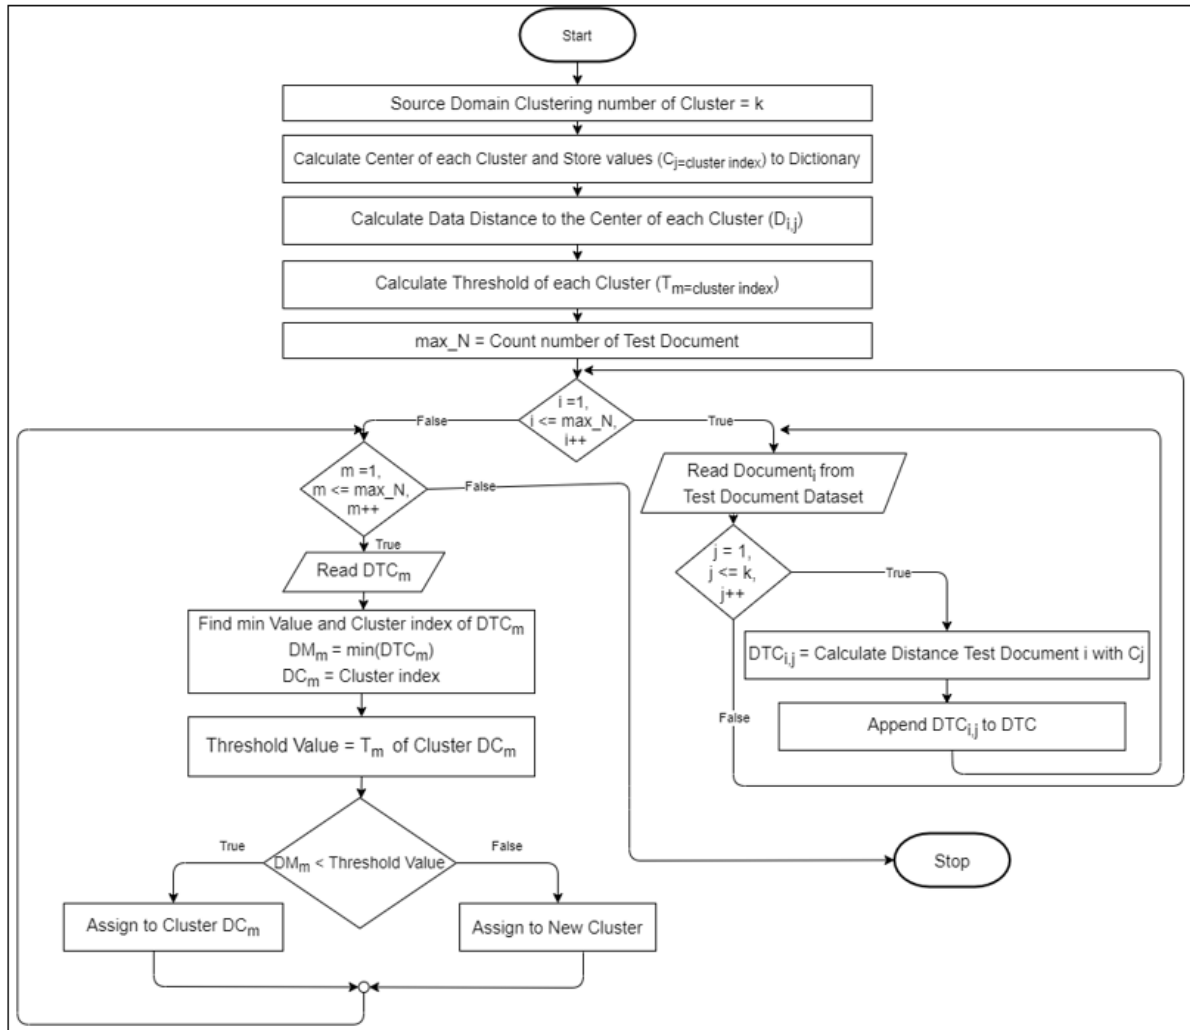 Start
Source Domain Clustering number of Cluster = k
Calculate Center of each Cluster and Store values (Cj=cluster index) to Dictionary
Calculate Data Distance to the Center of each Cluster (Di,j)
Calculate Threshold of each Cluster (Tm=cluster index)
max_N = Count number of Test Document
i =1,
i <= max_N,
i++
False
True
m =1,
m <= max_N,
m++
False
True
Read DTCm
Find min Value and Cluster index of DTCm
DMm = min(DTCm)
DCm = Cluster index
Threshold Value = Tm of Cluster DCm
DMm < Threshold Value
True
False
Assign to Cluster DCm
Assign to New Cluster
Read Documenti from
Test Document Dataset
j = 1,
j <= k,
j++
True
False
DTCi,j = Calculate Distance Test Document i with Cj
Append DTCi,j to DTC
Stop